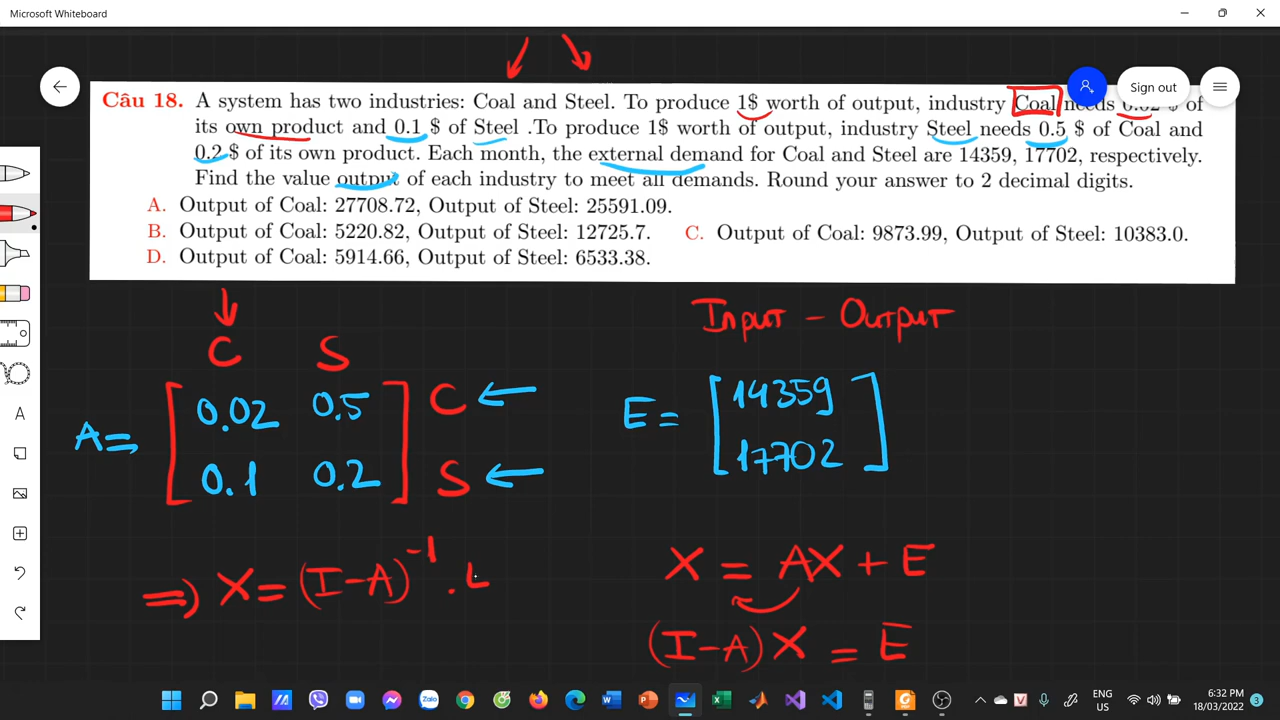 Microsoft Whiteboard
Câu 18. A system has two industries: Coal and Steel. To produce 1$ worth of output, industry Coal needs 0.02 $ of
Sign out
its own product and 0.1 $ of Steel .To produce 1$ worth of output, industry Steel needs 0.5 $ of Coal and
0.2 $ of its own product. Each month, the external demand for Coal and Steel are 14359, 17702, respectively.
Find the value output of each industry to meet all demands. Round your answer to 2 decimal digits.
A. Output of Coal: 27708.72, Output of Steel: 25591.09.
B. Output of Coal: 5220.82, Output of Steel: 12725.7. C. Output of Coal: 9873.99, Output of Steel: 10383.0.
D. Output of Coal: 5914.66, Output of Steel: 6533.38.
Input - Output
C S
A = [ 0.02 0.5 ] C ←
[ 0.1 0.2 ] S ←
E = [ 14359 ]
[ 17702 ]
⇒ X = (I-A)⁻¹ .
X = AX + E
(I-A)X = E
Zalo
V
ENG
US
6:32 PM
18/03/2022
3